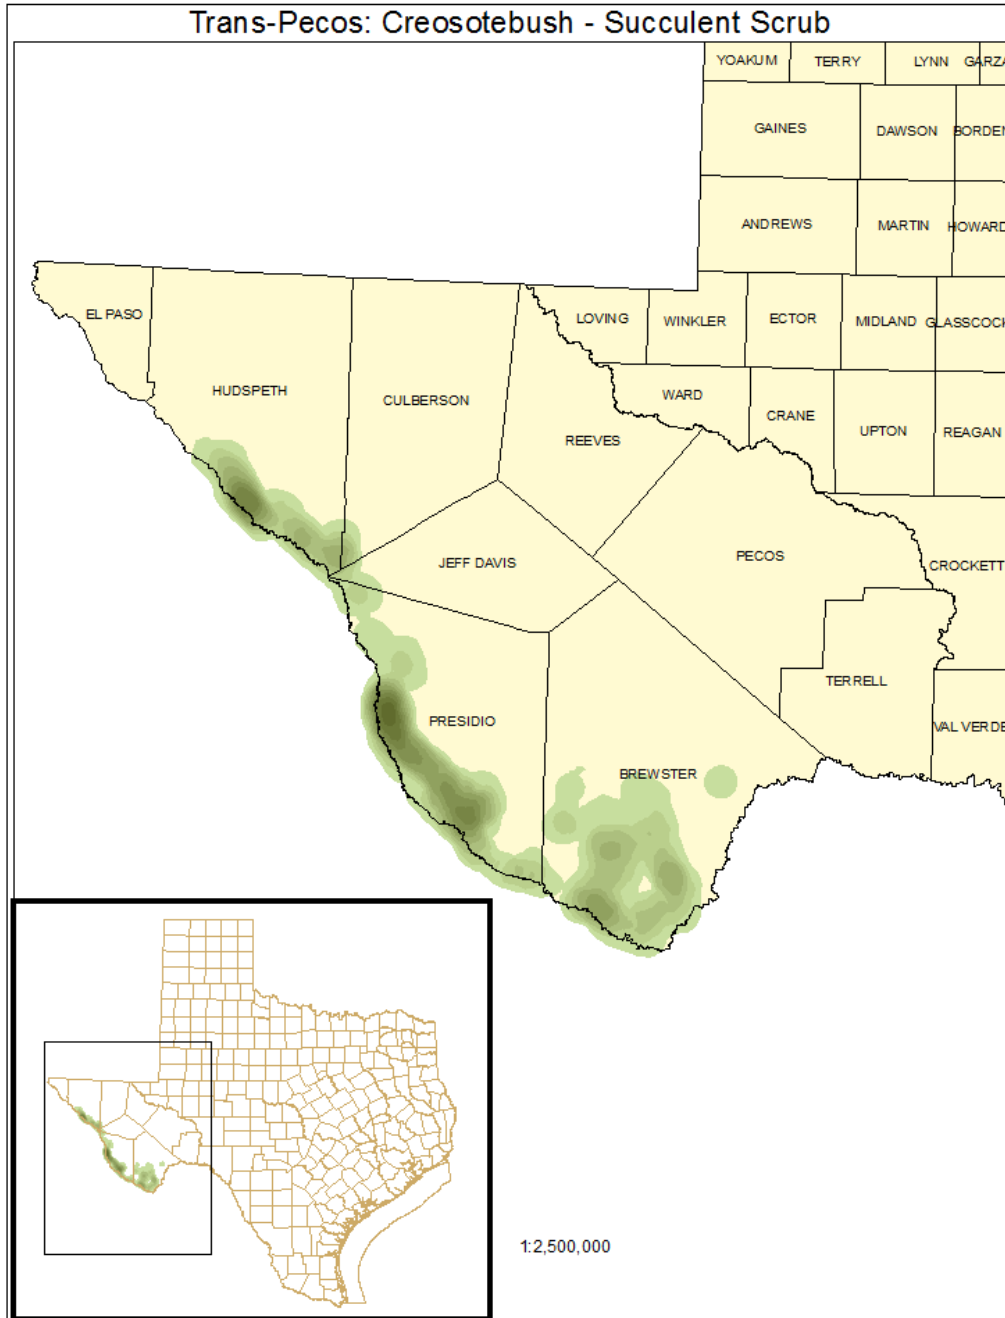 Trans-Pecos: Creosotebush - Succulent Scrub
YOAKUM
TERRY
LYNN
GARZA
GAINES
DAWSON
BORDEN
ANDREWS
MARTIN
HOWARD
EL PASO
LOVING
WINKLER
ECTOR
MIDLAND
GLASSCOCK
HUDSPETH
CULBERSON
WARD
CRANE
REEVES
UPTON
REAGAN
JEFF DAVIS
PECOS
CROCKETT
TERRELL
PRESIDIO
VAL VERDE
BREWSTER
1:2,500,000